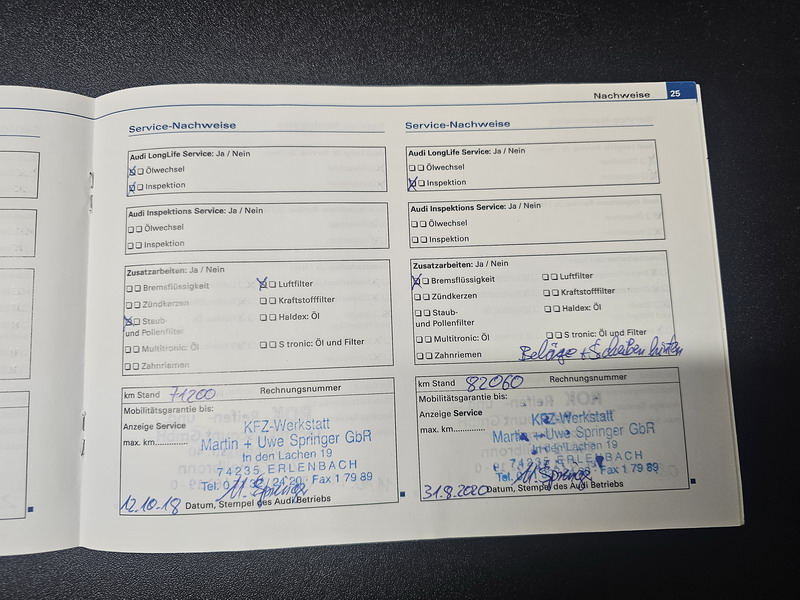 Nachweise 25
Service-Nachweise
Audi LongLife Service: Ja / Nein
Ölwechsel
Inspektion
Audi Inspektions Service: Ja / Nein
Ölwechsel
Inspektion
Zusatzarbeiten: Ja / Nein
Bremsflüssigkeit
Luftfilter
Zündkerzen
Kraftstofffilter
Staub-
und Pollenfilter
Haldex: Öl
Multitronic: Öl
S tronic: Öl und Filter
Zahnriemen
km Stand 71200 Rechnungsnummer
Mobilitätsgarantie bis:
Anzeige Service
max. km
KFZ-Werkstatt
Martin + Uwe Springer GbR
In den Lachen 19
74235 ERLENBACH
Fax 1 79 89
M. Springer
12.10.18 Datum, Stempel des Audi Betriebs
Service-Nachweise
Audi LongLife Service: Ja / Nein
Ölwechsel
Inspektion
Audi Inspektions Service: Ja / Nein
Ölwechsel
Inspektion
Zusatzarbeiten: Ja / Nein
Bremsflüssigkeit
Luftfilter
Zündkerzen
Kraftstofffilter
Staub-
und Pollenfilter
Haldex: Öl
Multitronic: Öl
S tronic: Öl und Filter
Zahnriemen
Beläge + Scheiben hinten
km Stand 82060 Rechnungsnummer
Mobilitätsgarantie bis:
Anzeige Service
max. km
KFZ-Werkstatt
Martin + Uwe Springer GbR
In den Lachen 19
74235 ERLENBACH
Fax 1 79 89
M. Springer
31.8.2020 Datum, Stempel des Audi Betriebs